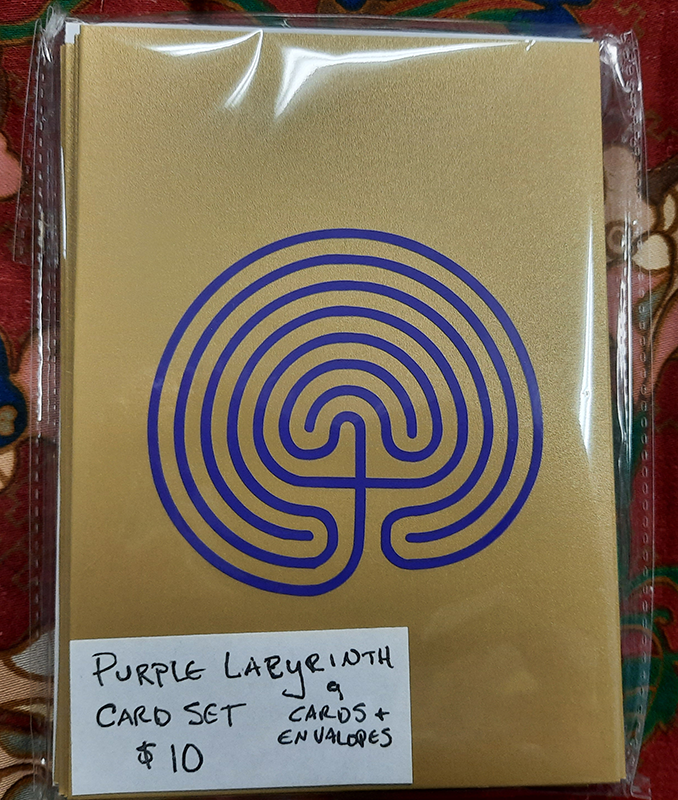 PURPLE LABYRINTH
CARD SET
$10
9
CARDS +
ENVALOPES